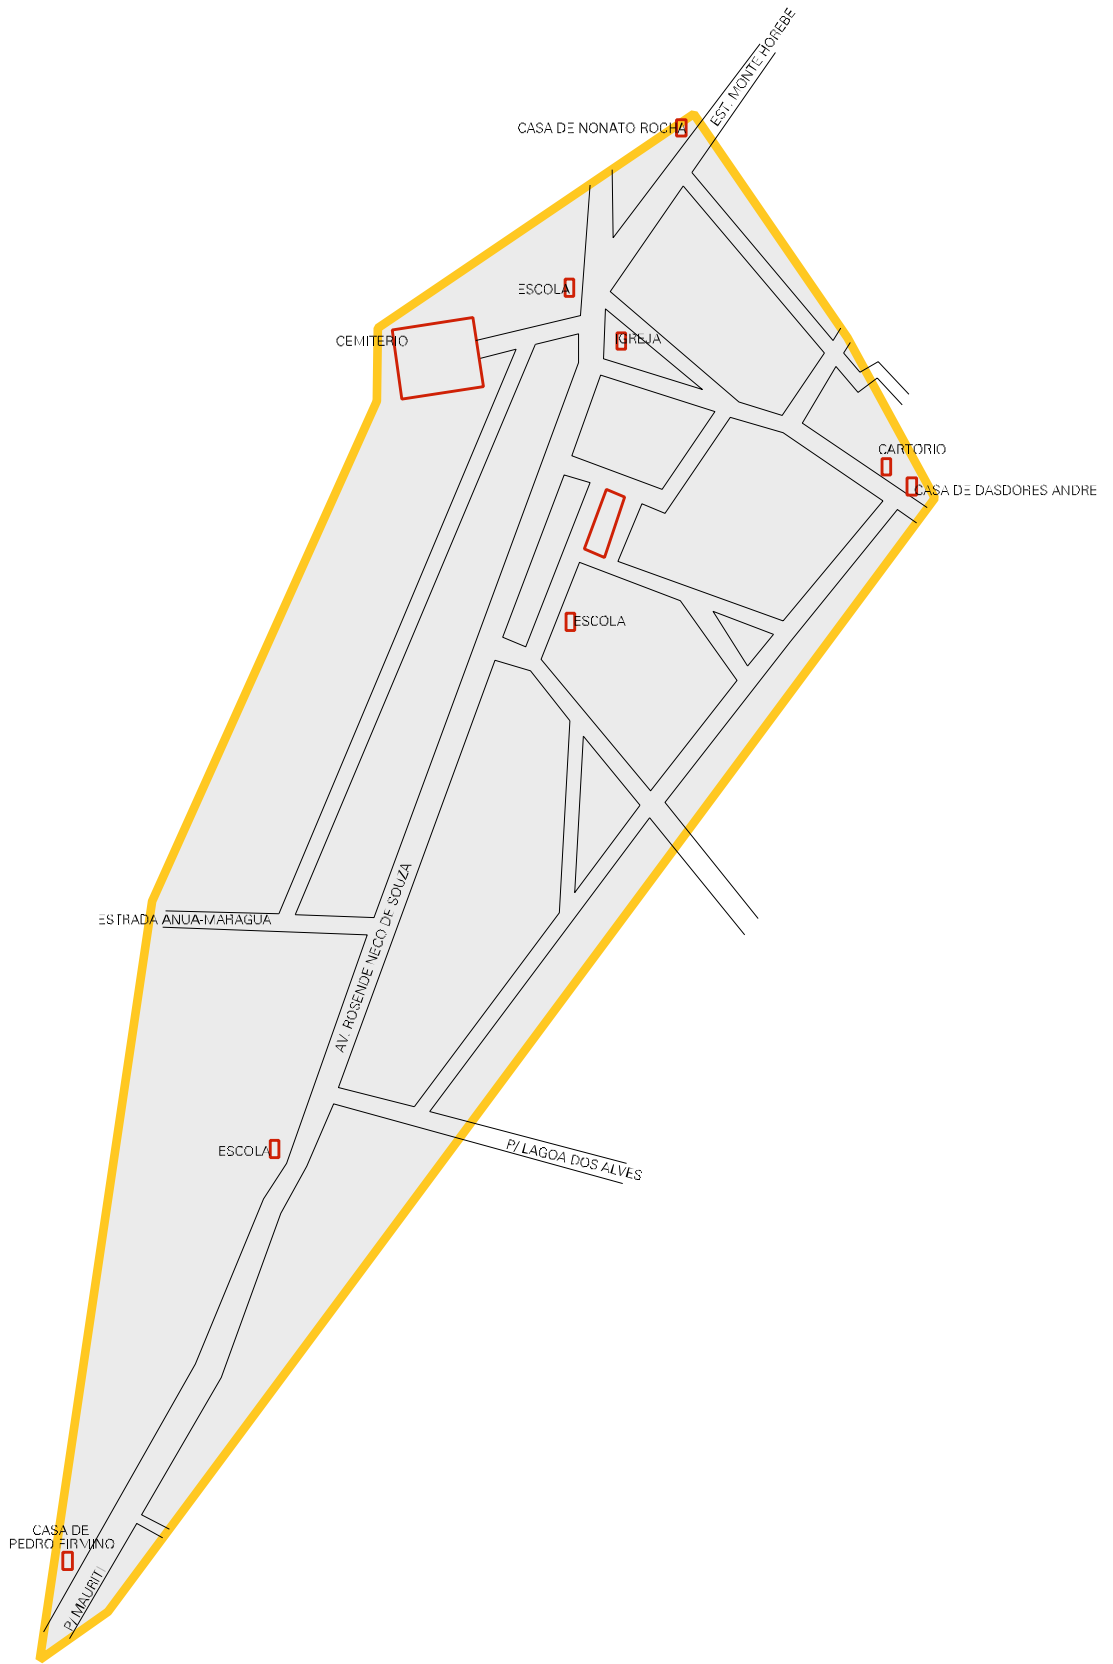 EST. MONTE HOREBE
CASA DE NONATO ROCHA
ESCOLA
IGREJA
CEMITERIO
CARTORIO
CASA DE DASDORES ANDRE
ESCOLA
ESTRADA ANUA-MARAGUA
AV. ROSENDE NECO DE SOUZA
ESCOLA
P/ LAGOA DOS ALVES
CASA DE
PEDRO FIRMINO
P/ MAURITI